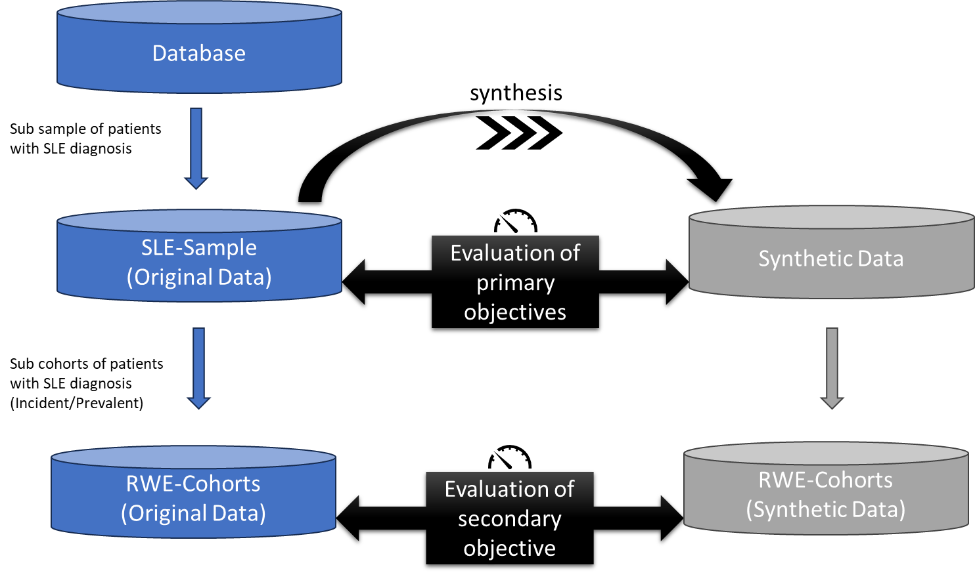 Database
synthesis
Sub sample of patients
with SLE diagnosis
SLE-Sample
(Original Data)
Evaluation of
primary
objectives
Synthetic Data
Sub cohorts of patients
with SLE diagnosis
(Incident/Prevalent)
RWE-Cohorts
(Original Data)
Evaluation of
secondary
objective
RWE-Cohorts
(Synthetic Data)